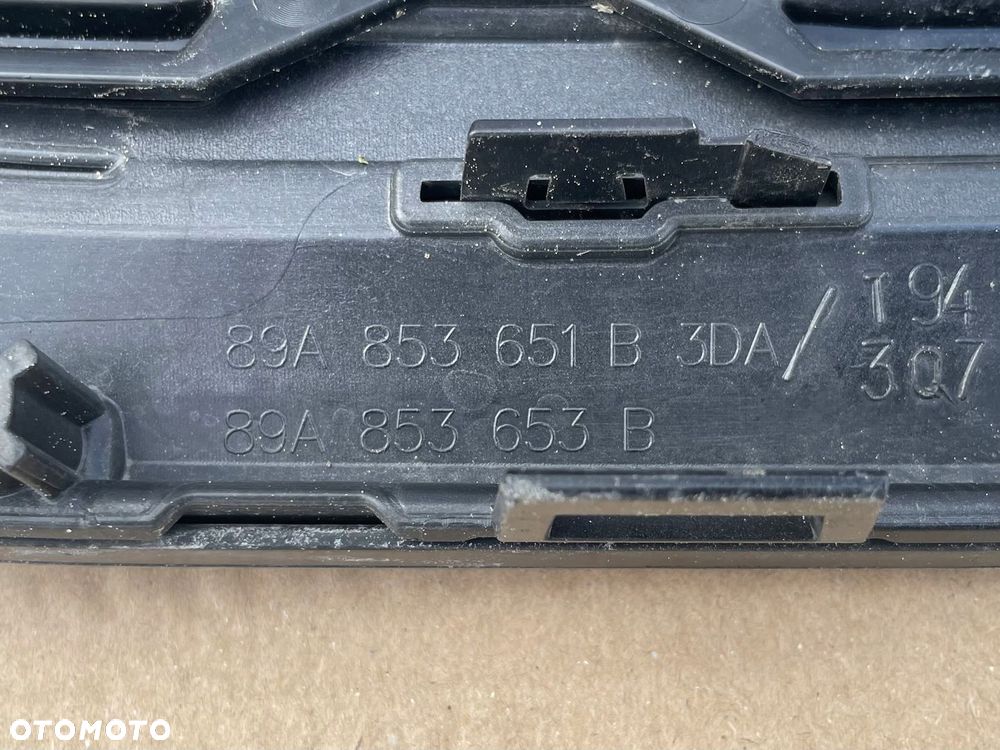 89A 853 651 B 3DA/ T94
3Q7
89A 853 653 B
OTOMOTO